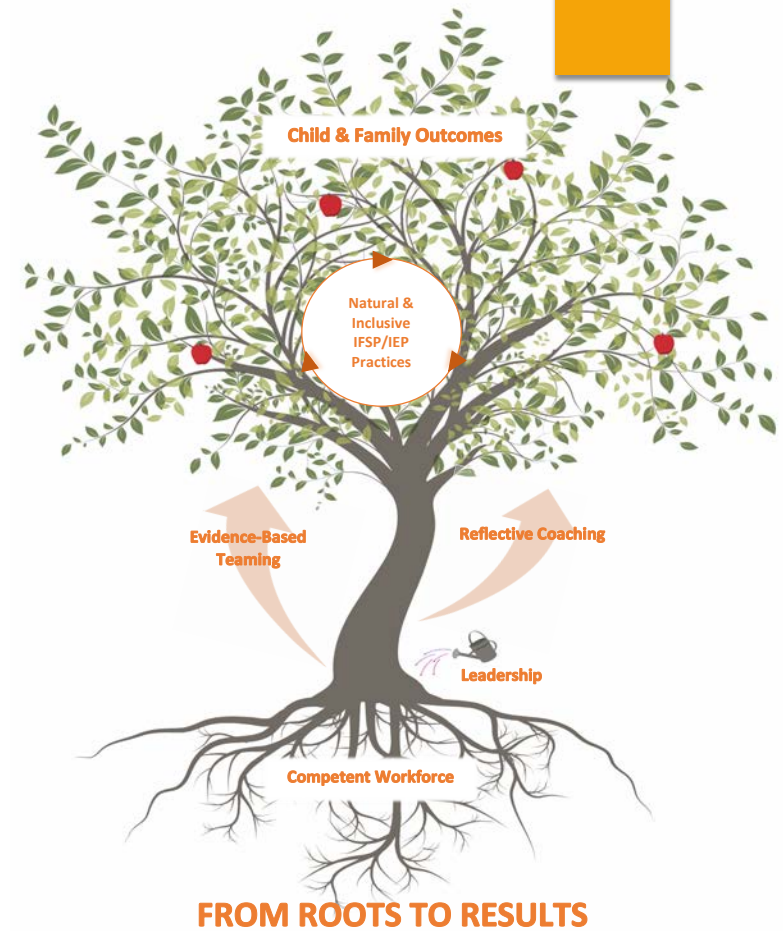 Child & Family Outcomes
Natural &
Inclusive
IFSP/IEP
Practices
Evidence-Based
Teaming
Reflective Coaching
Leadership
Competent Workforce
FROM ROOTS TO RESULTS